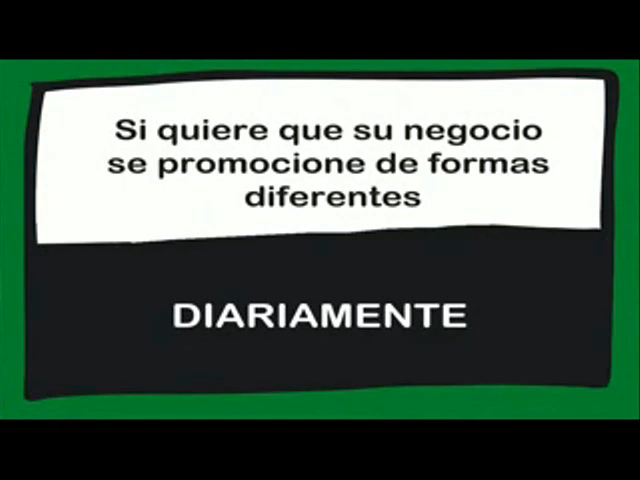 Si quiere que su negocio
se promocione de formas
diferentes
DIARIAMENTE